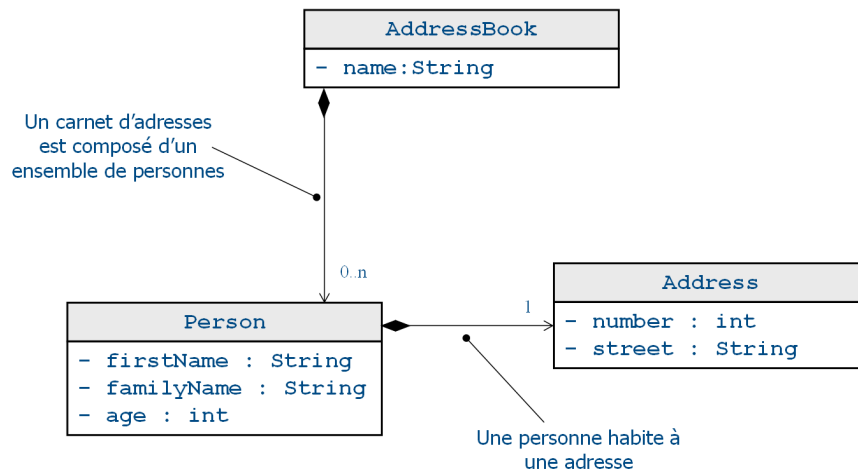 AddressBook
- name:String
Un carnet d'adresses
est composé d'un
ensemble de personnes
0..n
Person
- firstName : String
- familyName : String
- age : int
1
Address
- number : int
- street : String
Une personne habite à
une adresse